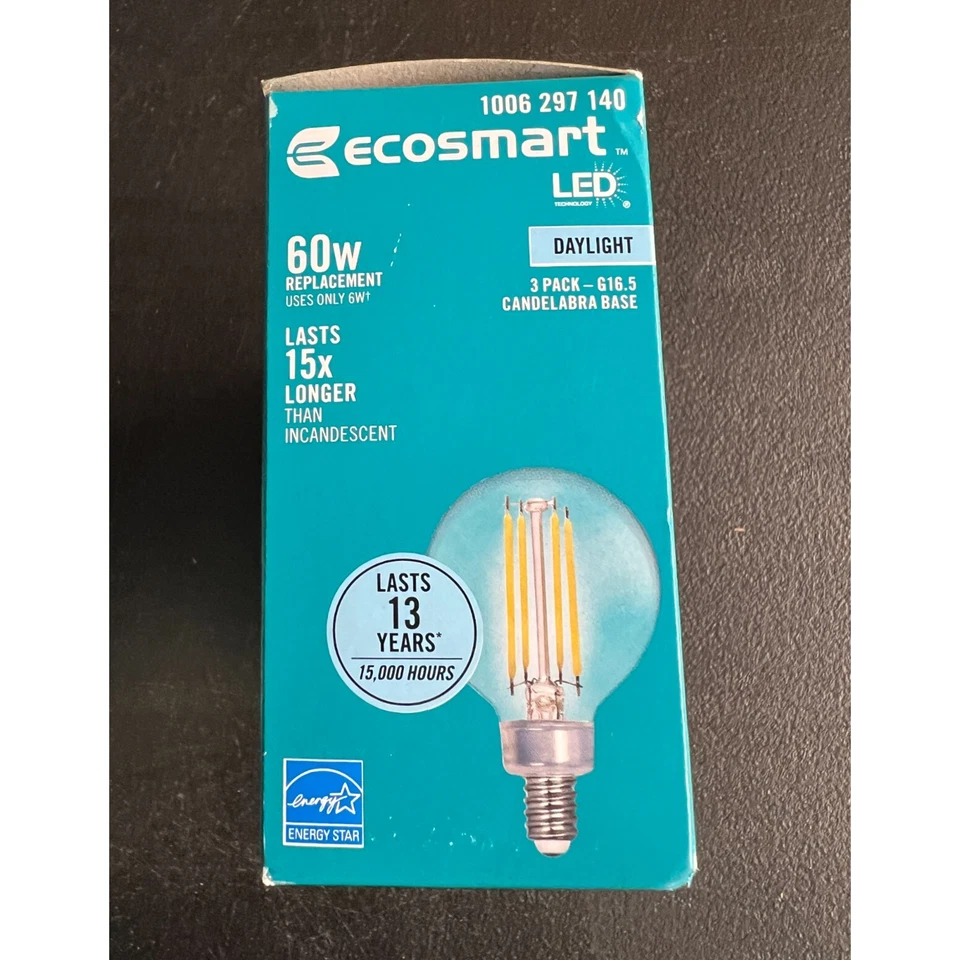 1006 297 140
ecosmart™
LED
TECHNOLOGY
®
DAYLIGHT
3 PACK – G16.5
CANDELABRA BASE
60W
REPLACEMENT
USES ONLY 6W†
LASTS
15x
LONGER
THAN
INCANDESCENT
LASTS
13
YEARS*
15,000 HOURS
energy
ENERGY STAR